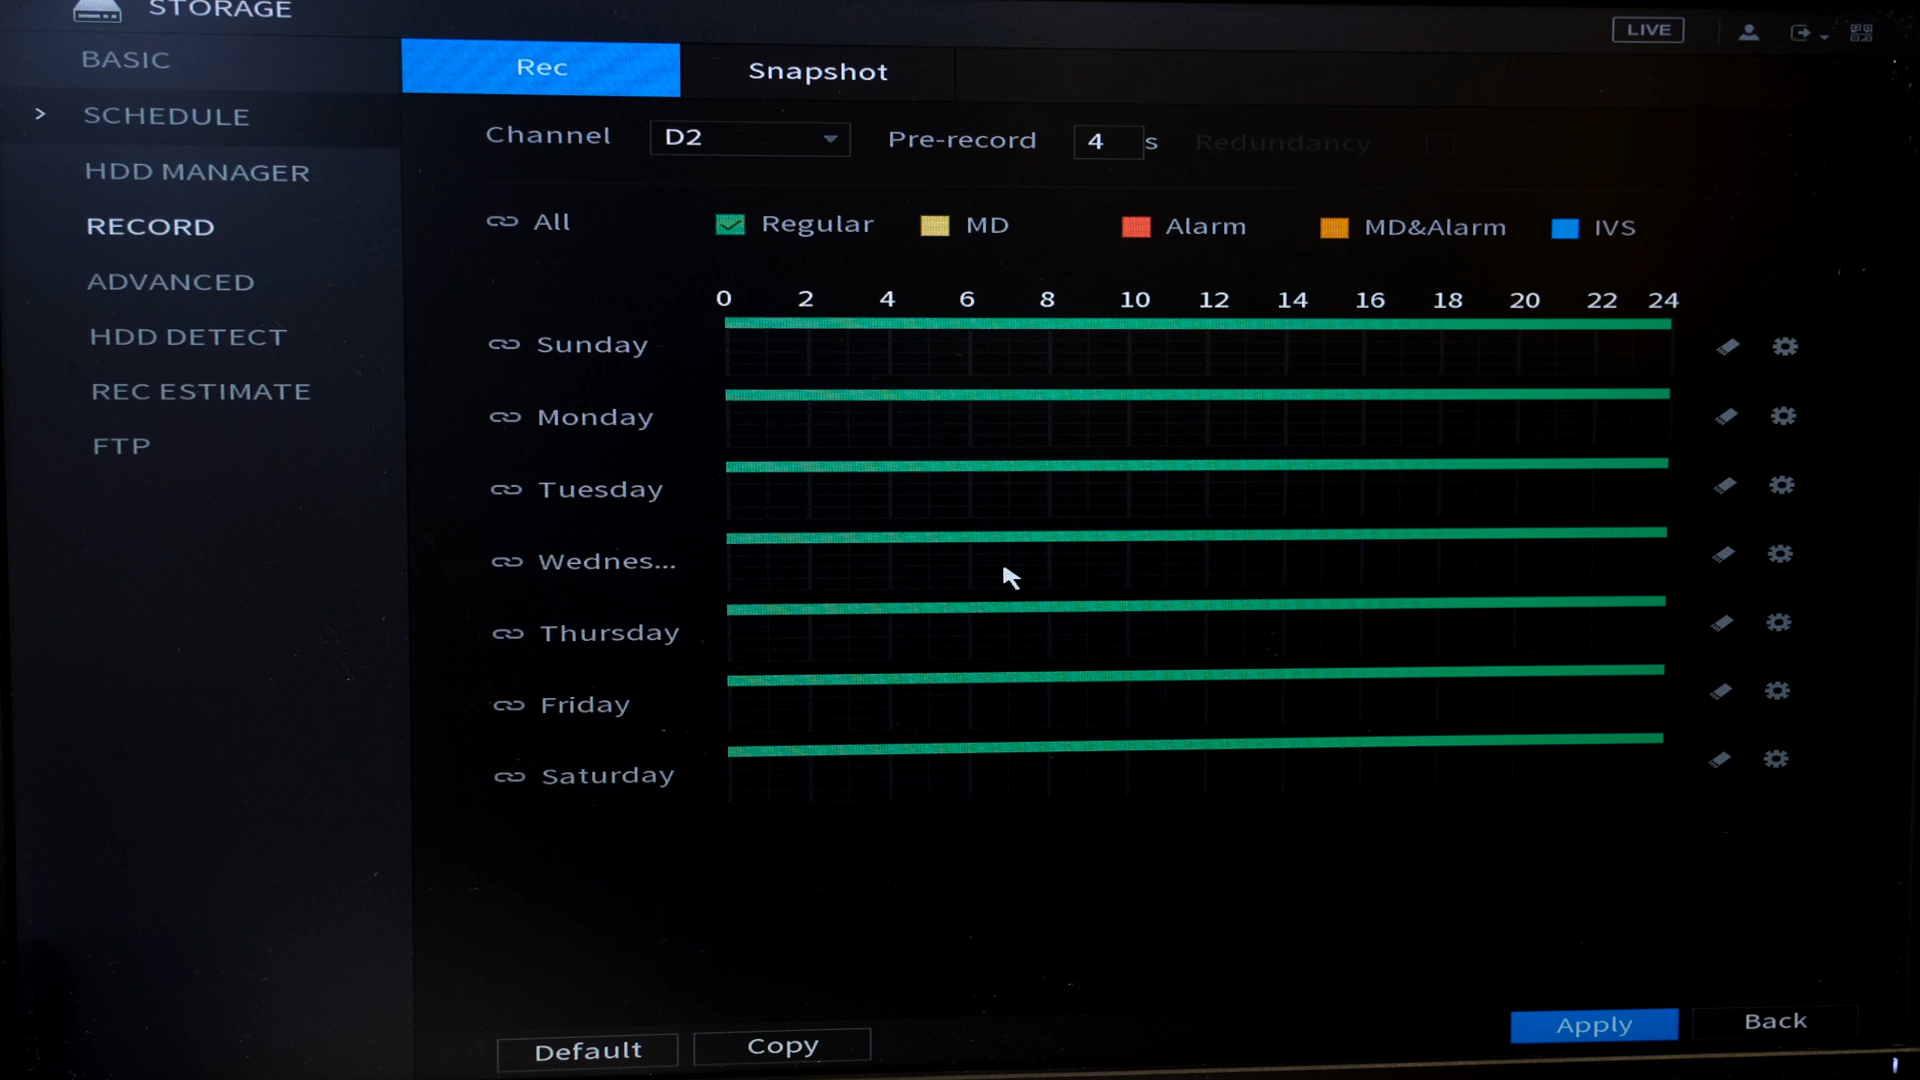 STORAGE
LIVE
BASIC
SCHEDULE
HDD MANAGER
RECORD
ADVANCED
HDD DETECT
REC ESTIMATE
FTP
Rec Snapshot
Channel D2 Pre-record 4 s Redundancy
All Regular MD Alarm MD&Alarm IVS
0 2 4 6 8 10 12 14 16 18 20 22 24
Sunday
Monday
Tuesday
Wednes...
Thursday
Friday
Saturday
Default Copy Apply Back